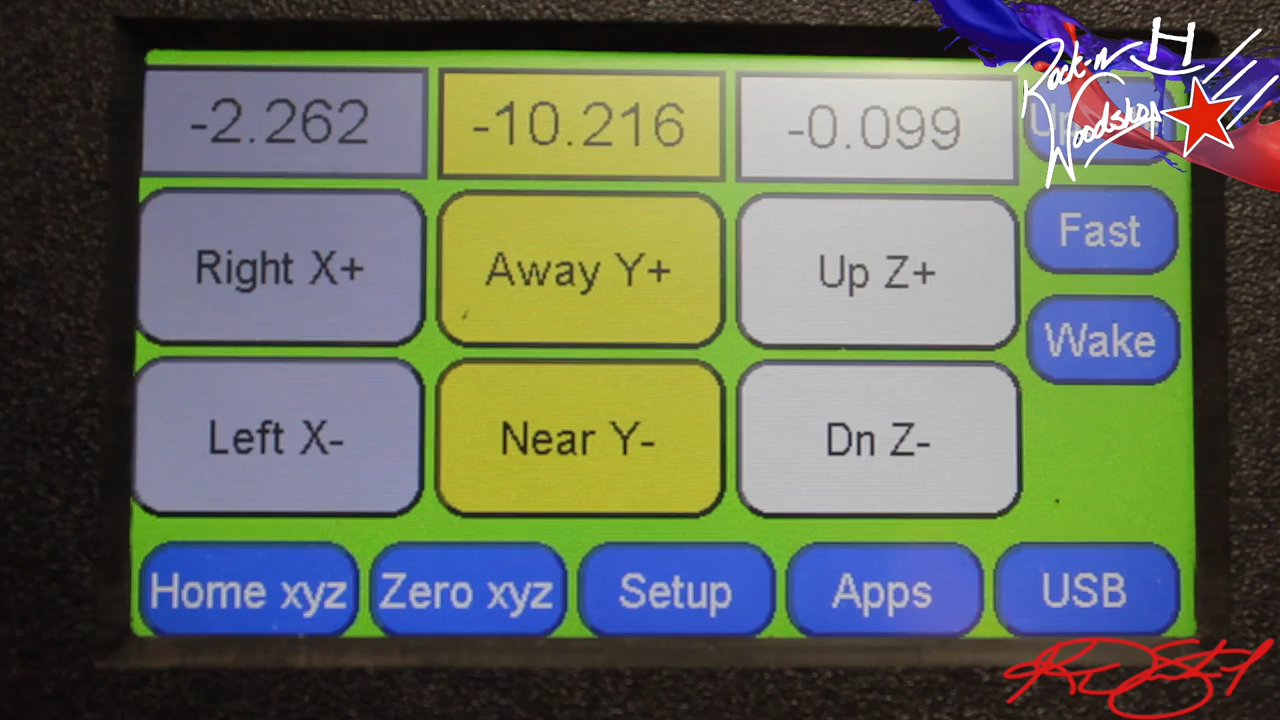 -2.262 -10.216 -0.099
Rock-n H
Woodshop
Right X+ Away Y+ Up Z+ Fast
Wake
Left X- Near Y- Dn Z-
Home xyz Zero xyz Setup Apps USB